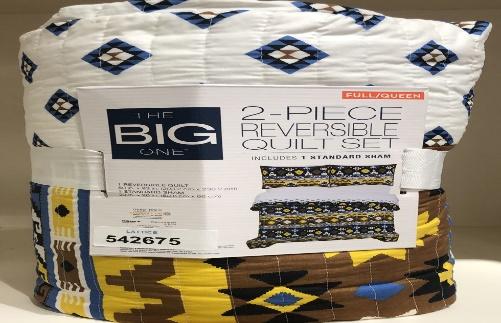 FULL/QUEEN
THE
BIG
ONE
2-PIECE
REVERSIBLE
QUILT SET
INCLUDES 1 STANDARD SHAM
1 REVERSIBLE QUILT
1 STANDARD SHAM
542675